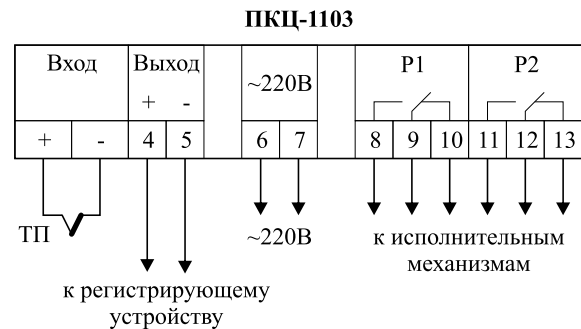 ПКЦ-1103
Вход Выход ~220В Р1 Р2
+ -
+ - 4 5 6 7 8 9 10 11 12 13
ТП ~220В к исполнительным
механизмам
к регистрирующему
устройству